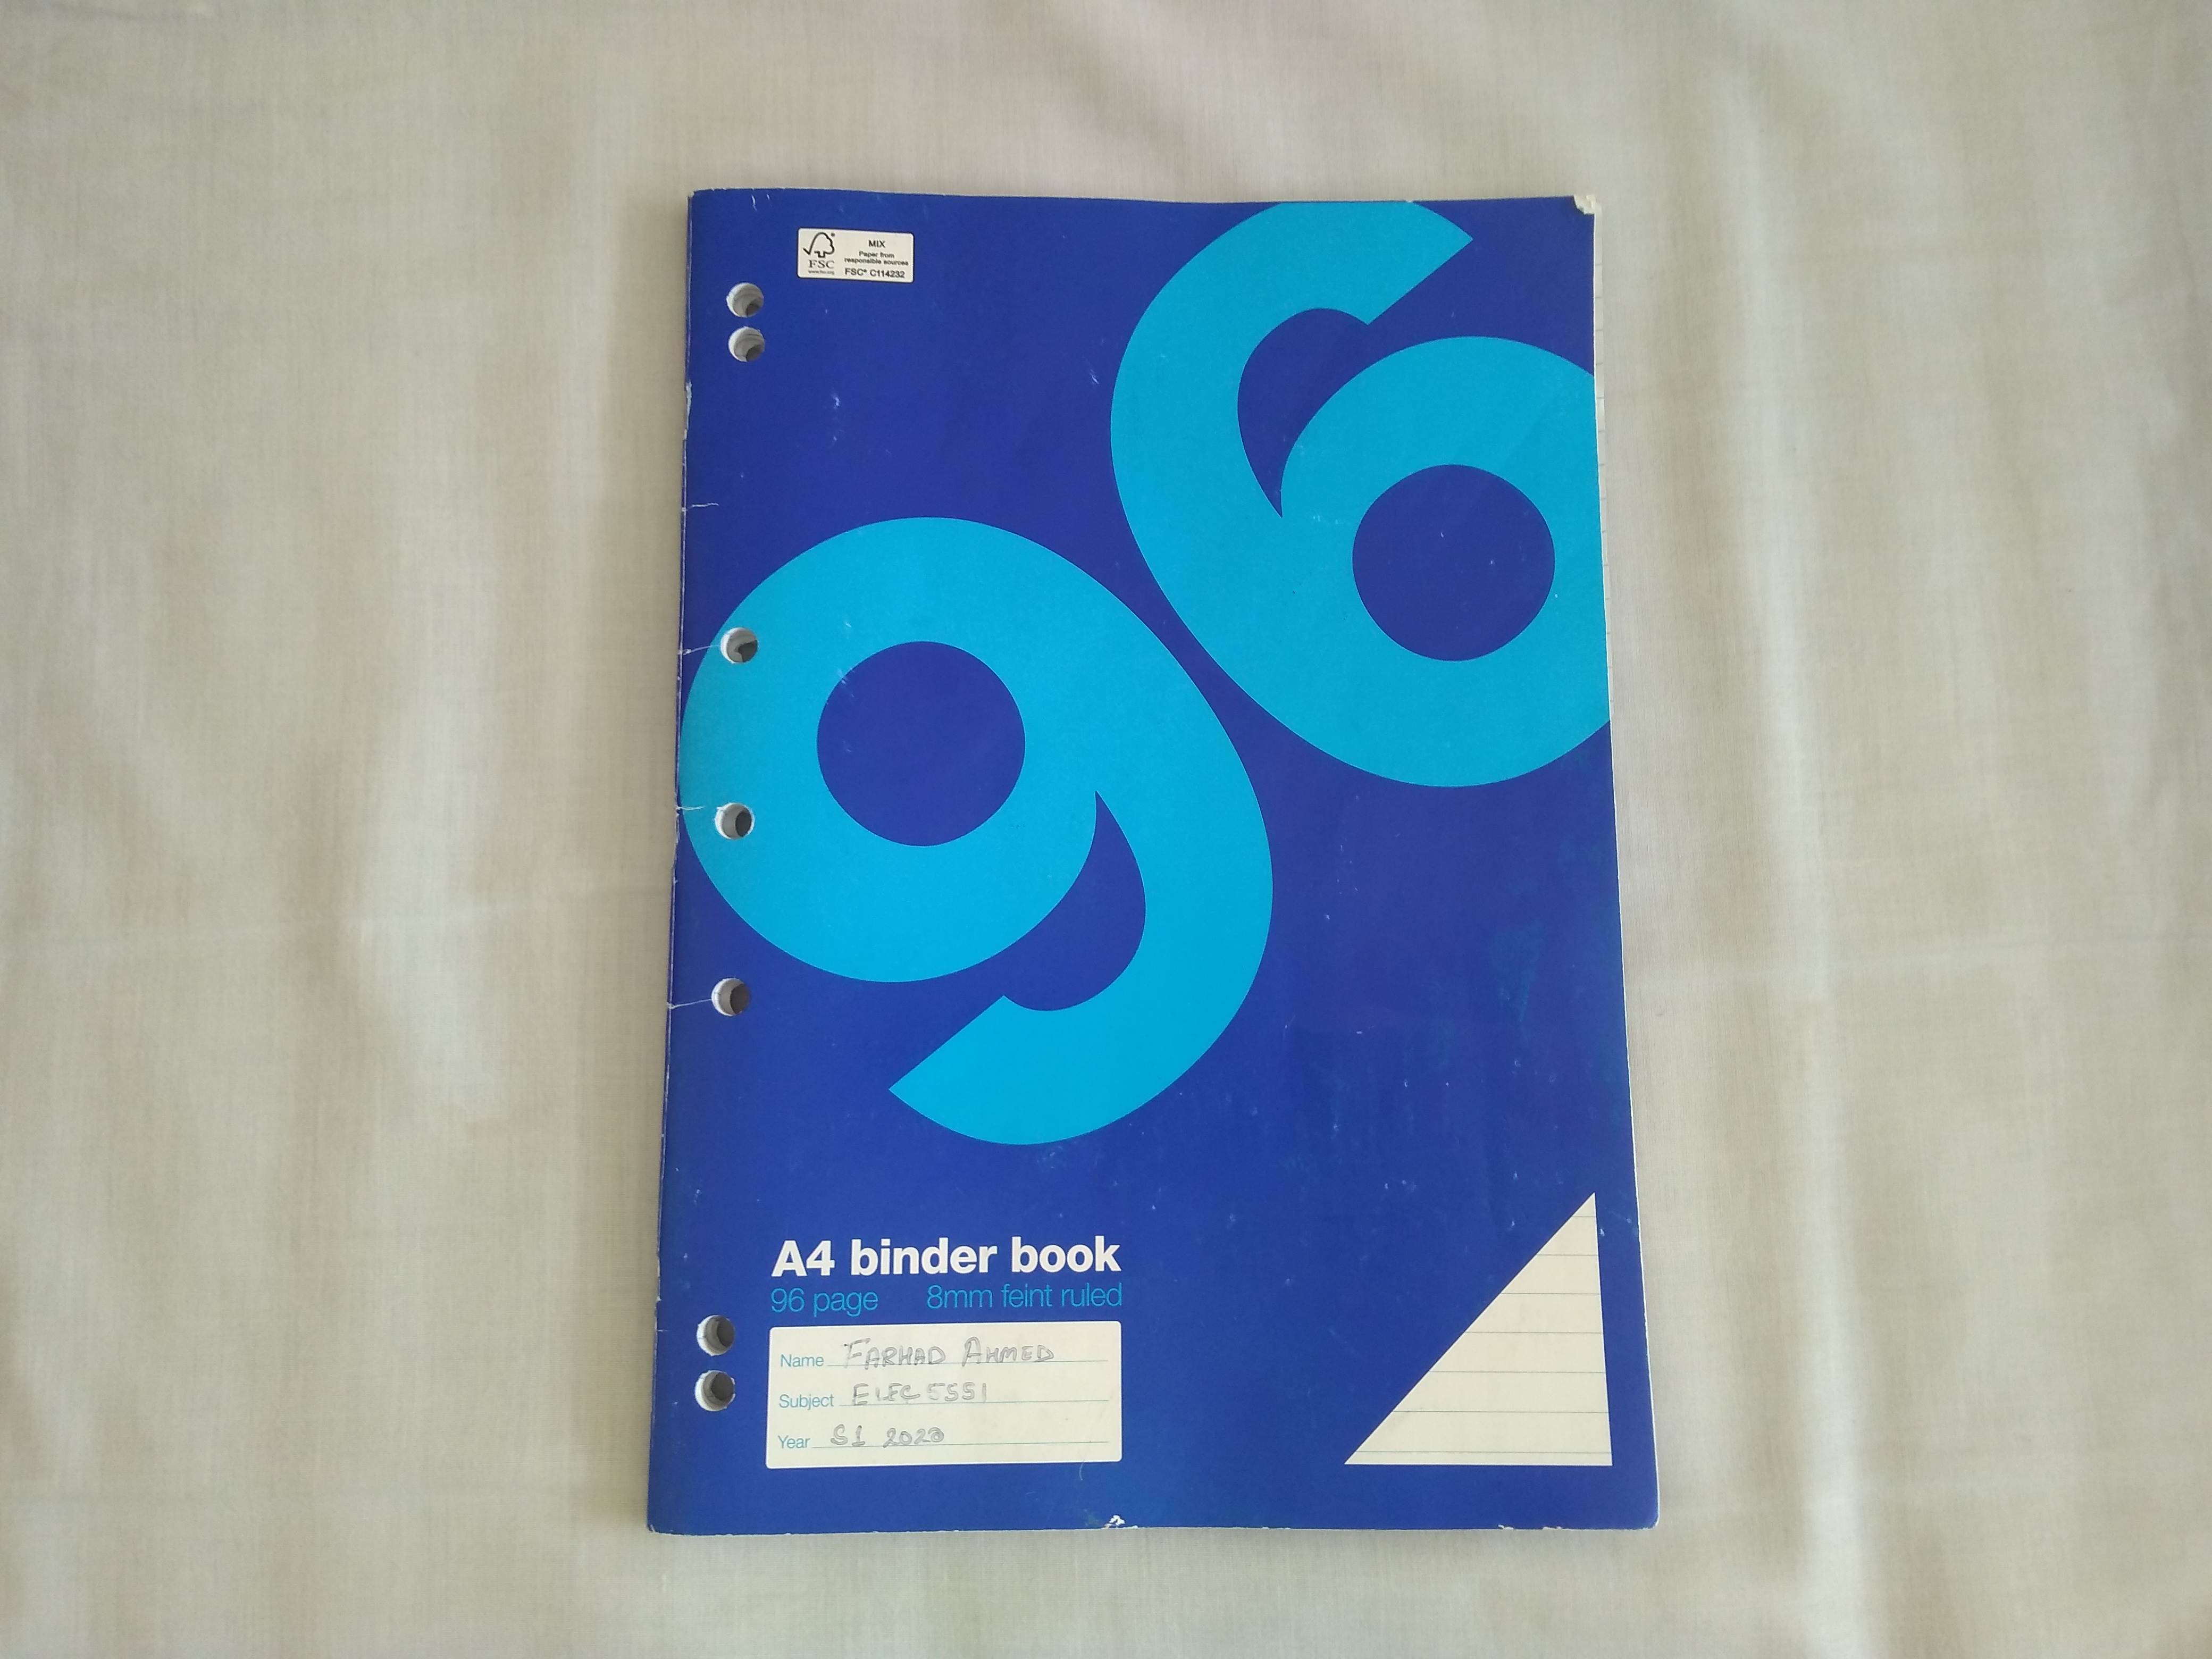 FSC®
www.fsc.org
MIX
Paper from
responsible sources
FSC® C114232
96
A4 binder book
96 page 8mm feint ruled
Name FARHAD AHMED
Subject ELEC 5551
Year S1